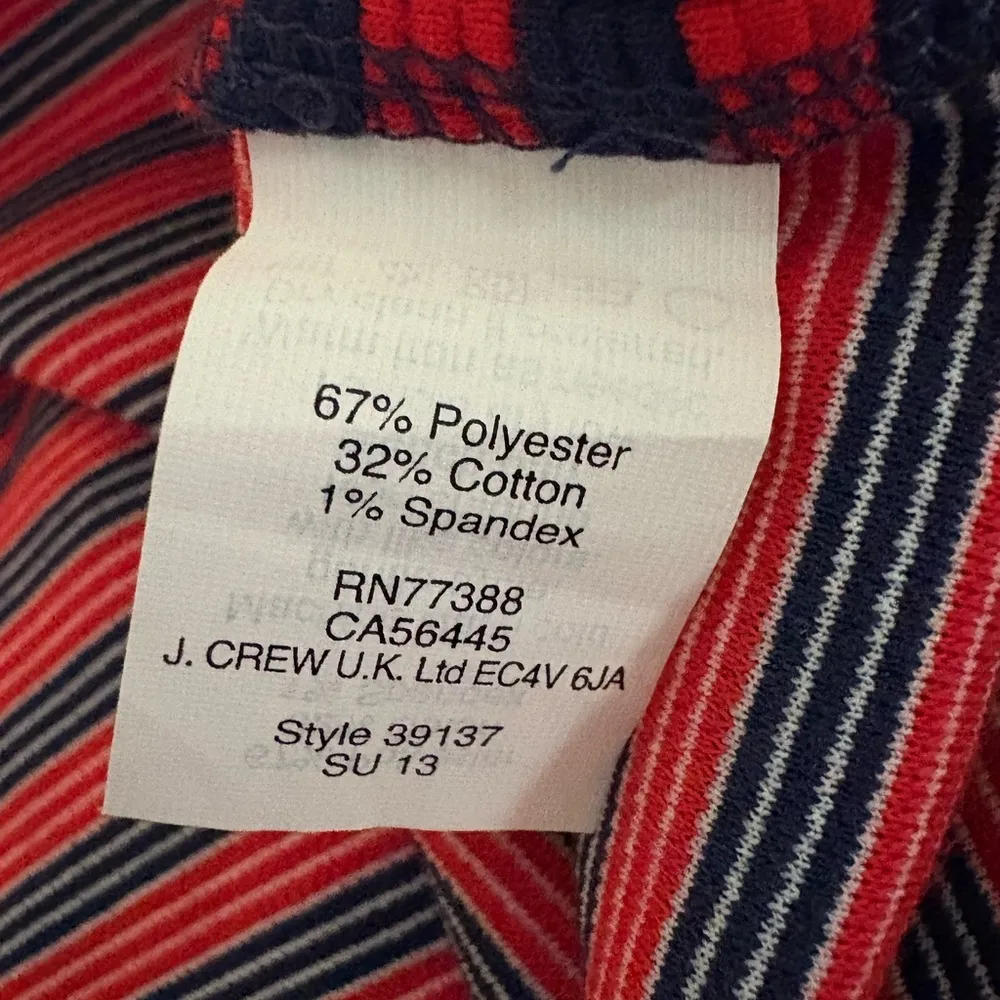 67% Polyester
32% Cotton
1% Spandex
RN77388
CA56445
J. CREW U.K. Ltd EC4V 6JA
Style 39137
SU 13